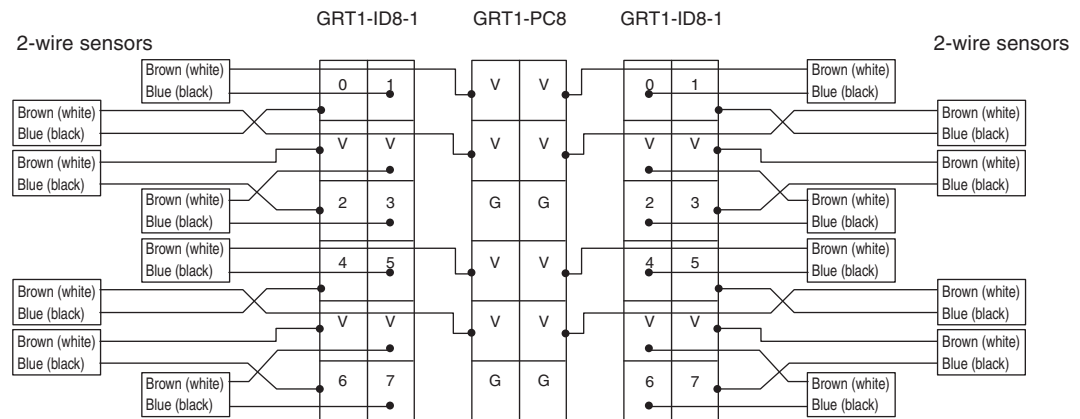 GRT1-ID8-1 GRT1-PC8 GRT1-ID8-1
2-wire sensors 2-wire sensors
Brown (white) Brown (white)
Blue (black) 0 1 V V 0 1 Blue (black)
Brown (white) Brown (white)
Blue (black) Blue (black)
V V V V V V
Brown (white) Brown (white)
Blue (black) Blue (black)
Brown (white) 2 3 G G 2 3 Brown (white)
Blue (black) Blue (black)
Brown (white) Brown (white)
Blue (black) 4 5 V V 4 5 Blue (black)
Brown (white) Brown (white)
Blue (black) Blue (black)
V V V V V V
Brown (white) Brown (white)
Blue (black) Blue (black)
Brown (white) 6 7 G G 6 7 Brown (white)
Blue (black) Blue (black)